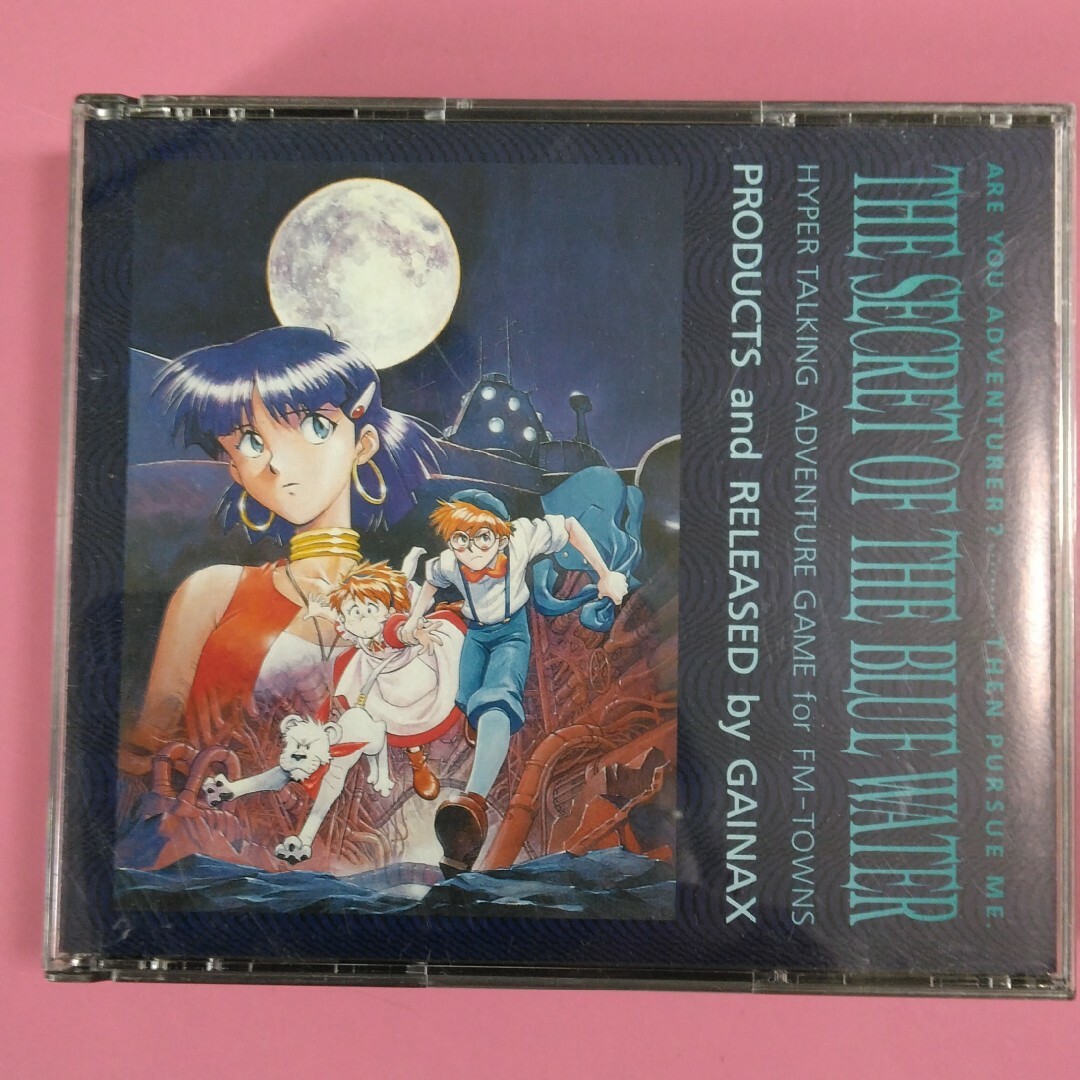 ARE YOU ADVENTURER ?........ THEN PURSUE ME.
THE SECRET OF THE BLUE WATER
HYPER TALKING ADVENTURE GAME for FM-TOWNS
PRODUCTS and RELEASED by GAINAX